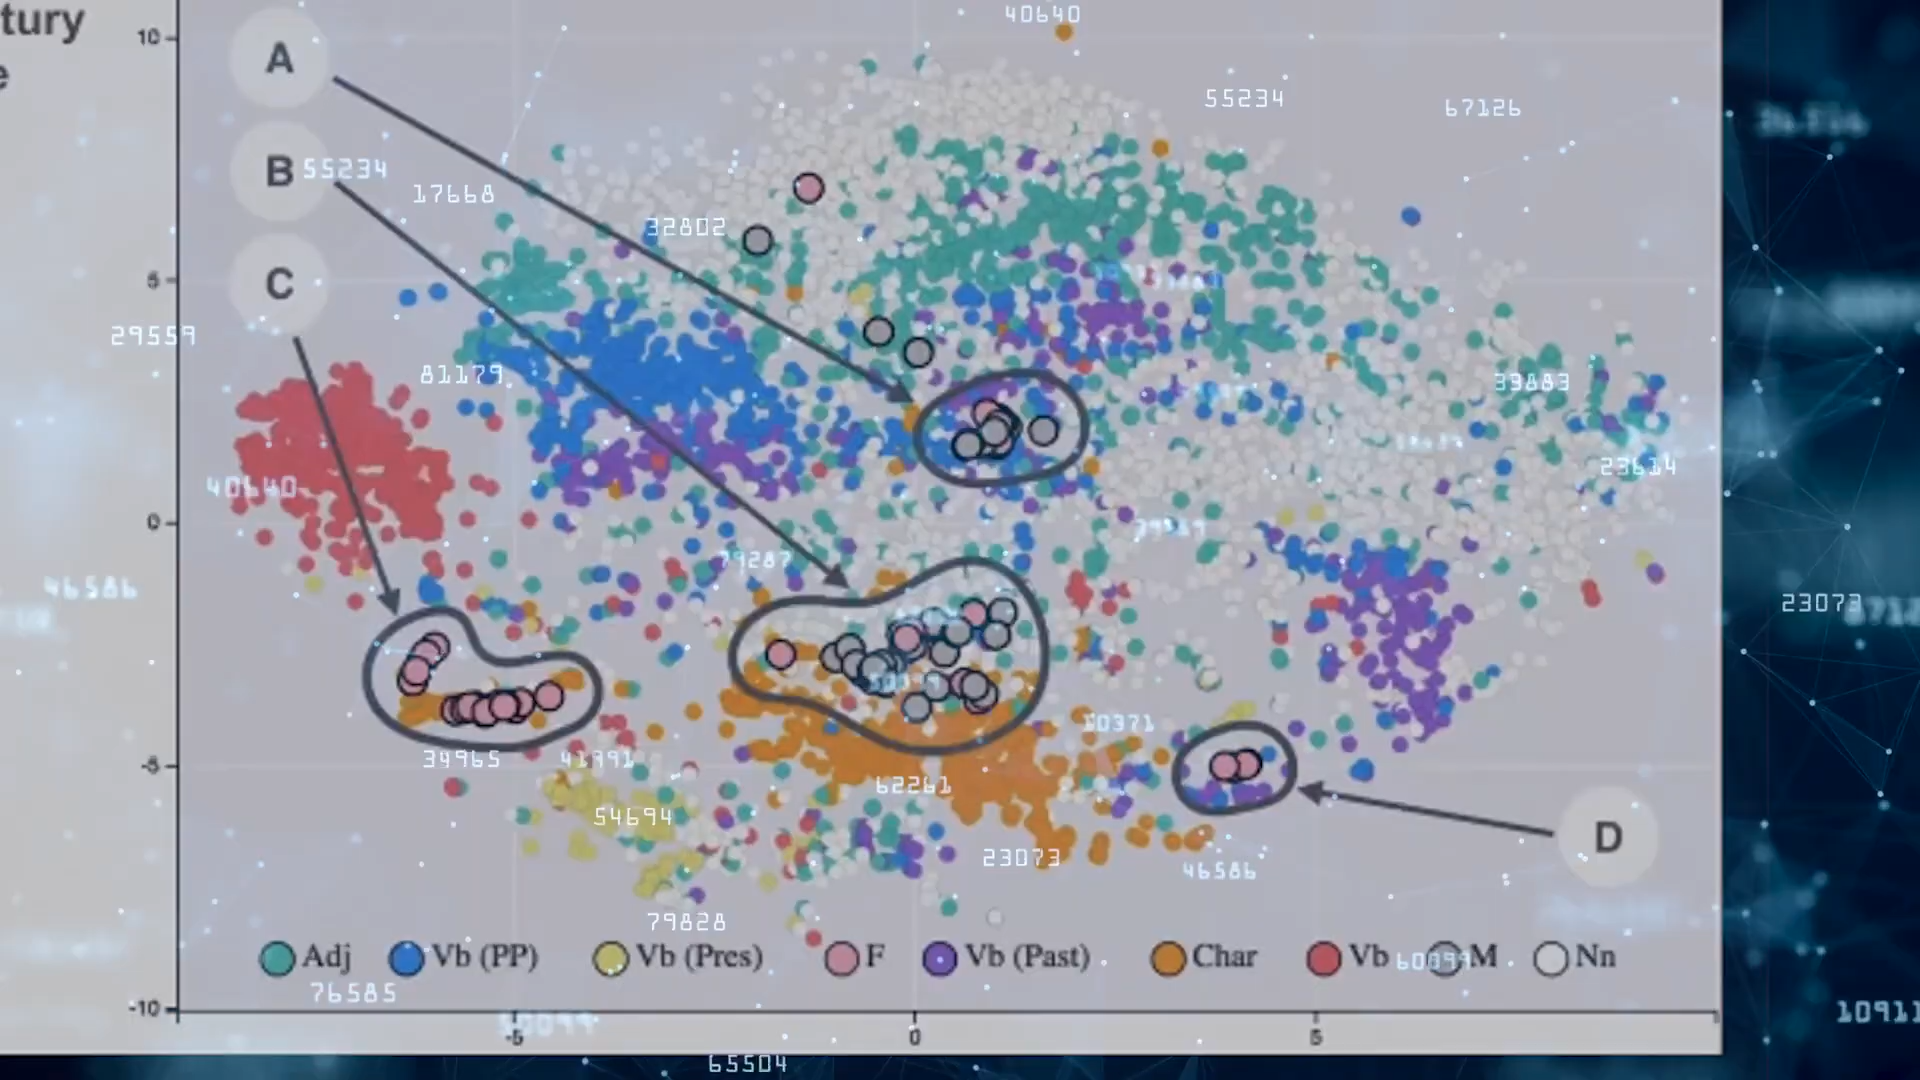 tury
e
10
5
0
-5
-10
-5
0
5
A
B
C
D
40640
55234
67126
55234
17668
32802
29559
81179
33883
40640
23614
79287
46586
23073
10371
34965
41991
62261
54694
23073
46586
79828
Adj
Vb (PP)
Vb (Pres)
F
Vb (Past)
Char
Vb
M
Nn
60899
76585
50099
10911
65504